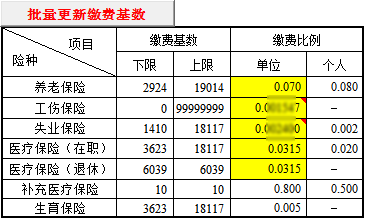 批量更新缴费基数
项目 缴费基数 缴费比例
险种 下限 上限 单位 个人
养老保险 2924 19014 0.070 0.080
工伤保险 0 99999999 –
失业保险 1410 18117 0.002
医疗保险（在职） 3623 18117 0.0315 0.020
医疗保险（退休） 6039 6039 0.0315 –
补充医疗保险 10 10 0.800 0.500
生育保险 3623 18117 0.005 –